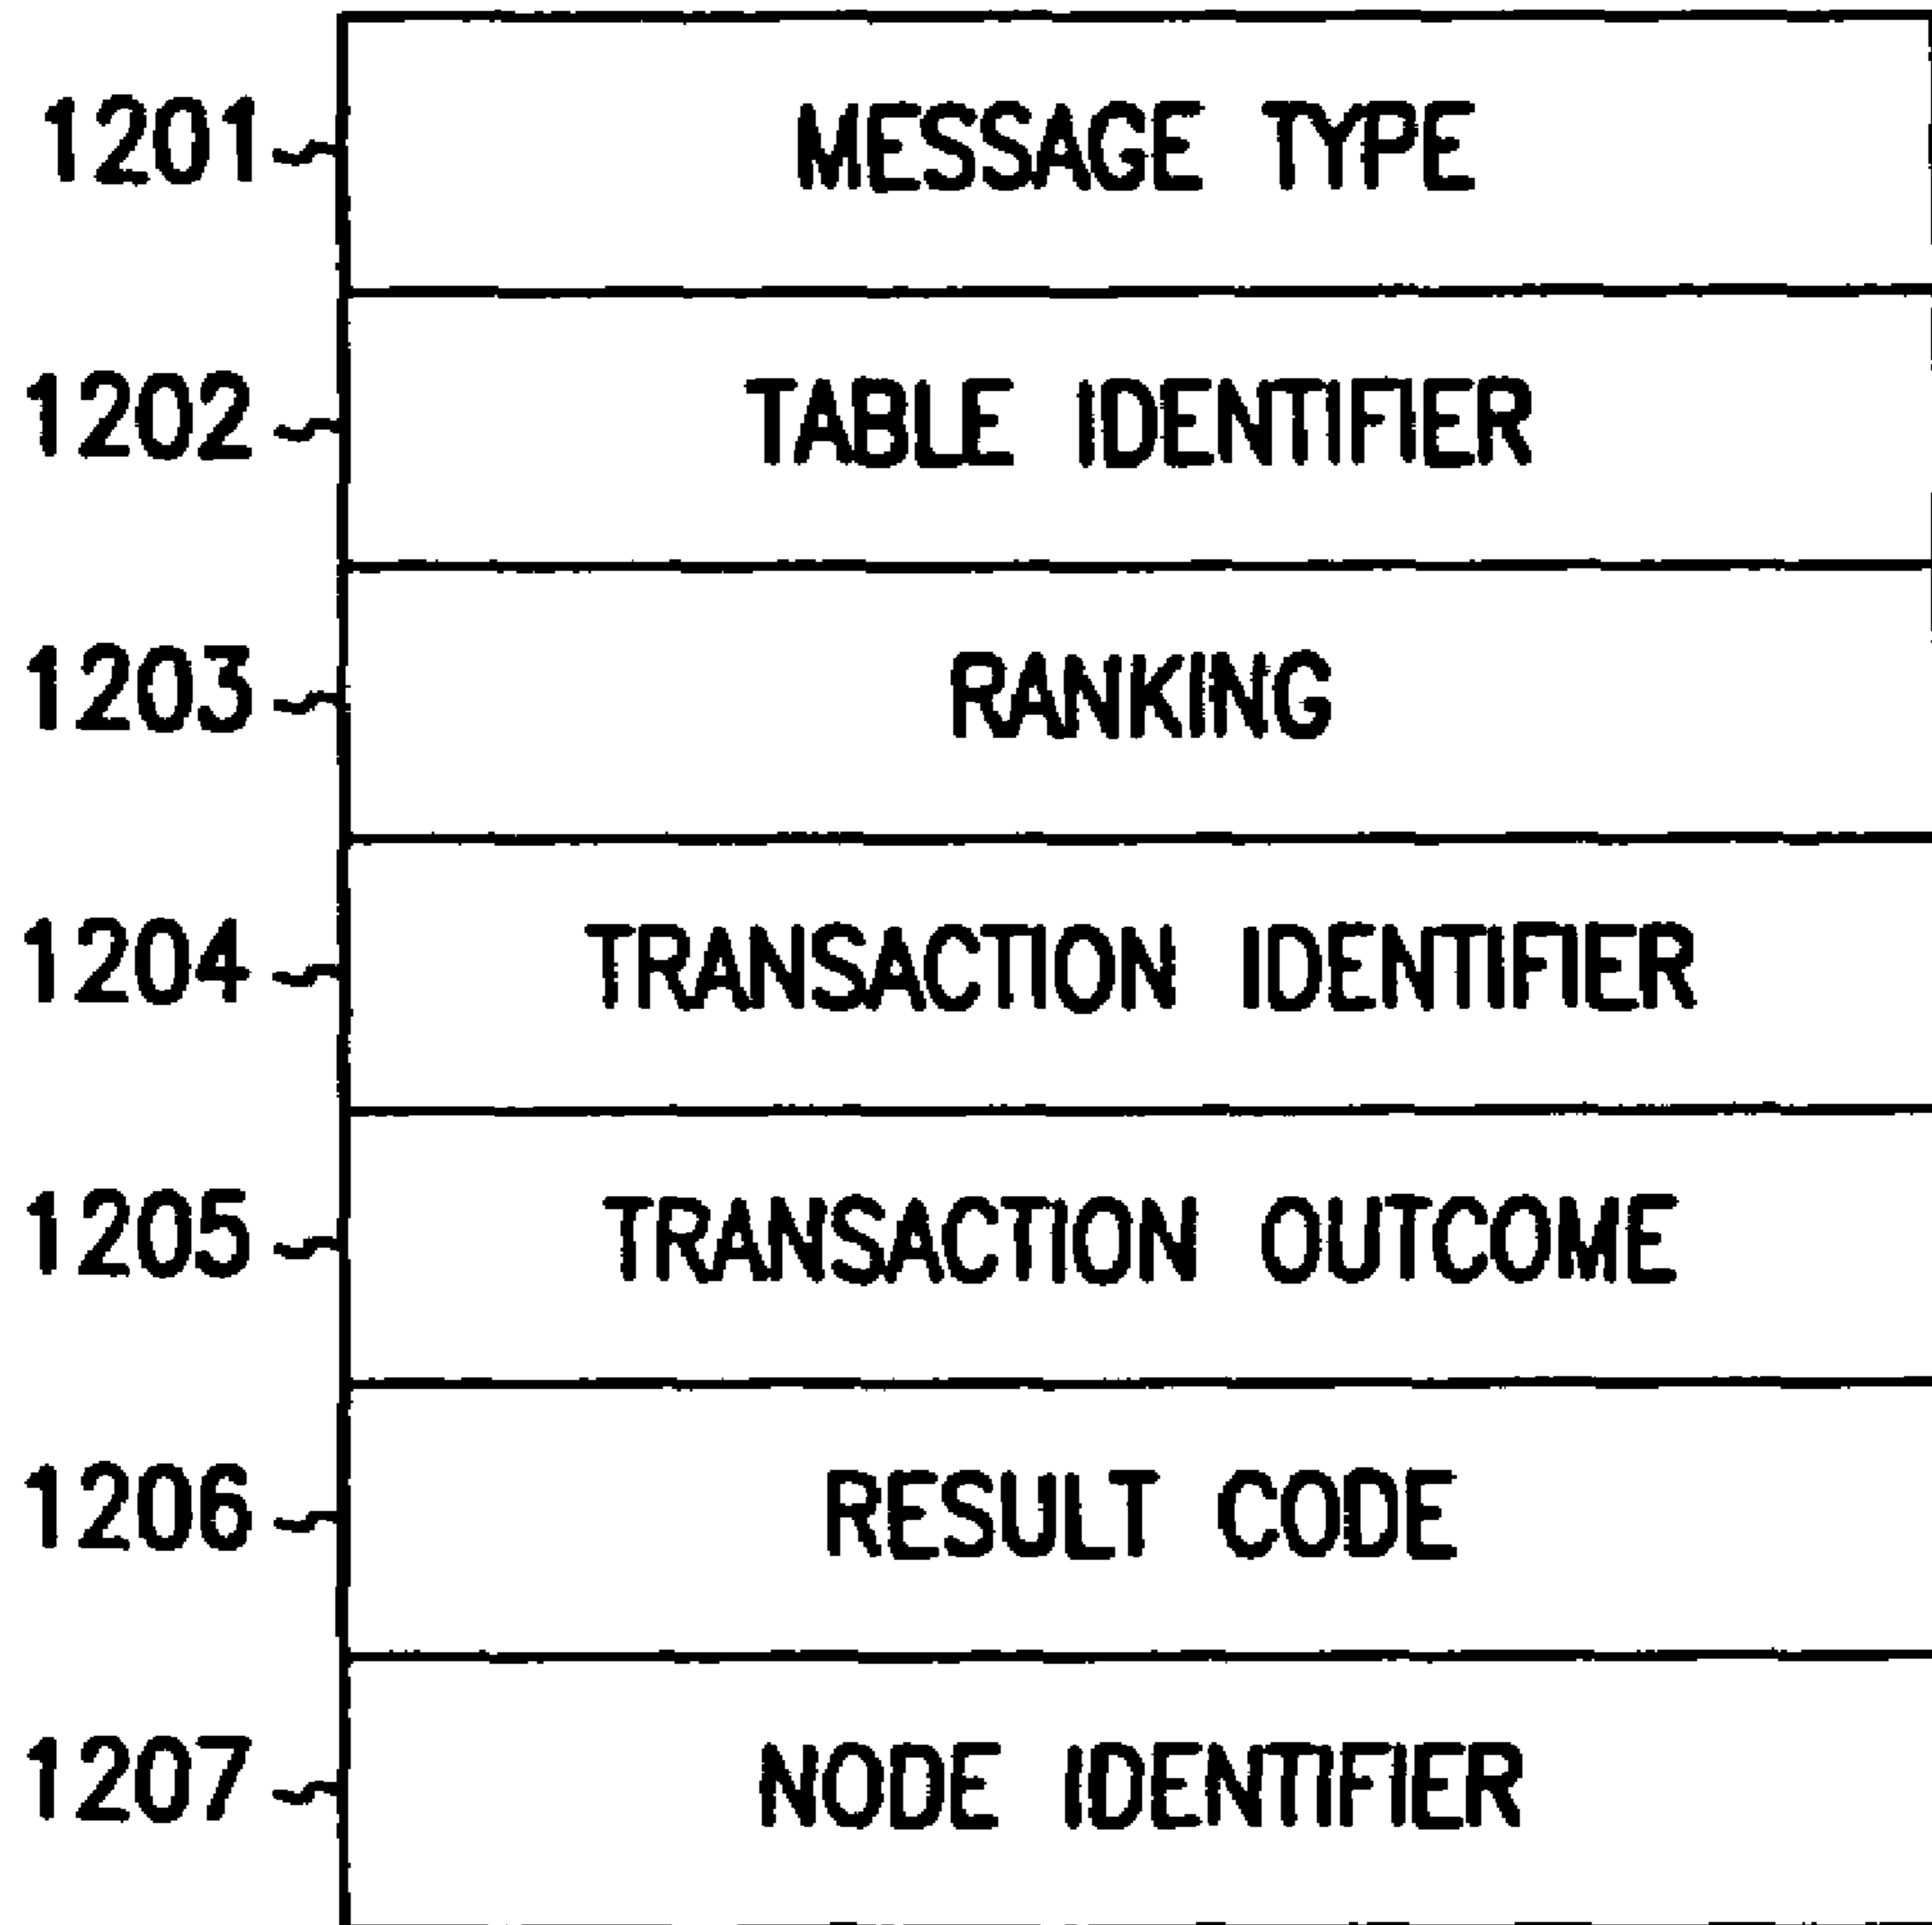 1201 MESSAGE TYPE
1202 TABLE IDENTIFIER
1203 RANKING
1204 TRANSACTION IDENTIFIER
1205 TRANSACTION OUTCOME
1206 RESULT CODE
1207 NODE IDENTIFIER